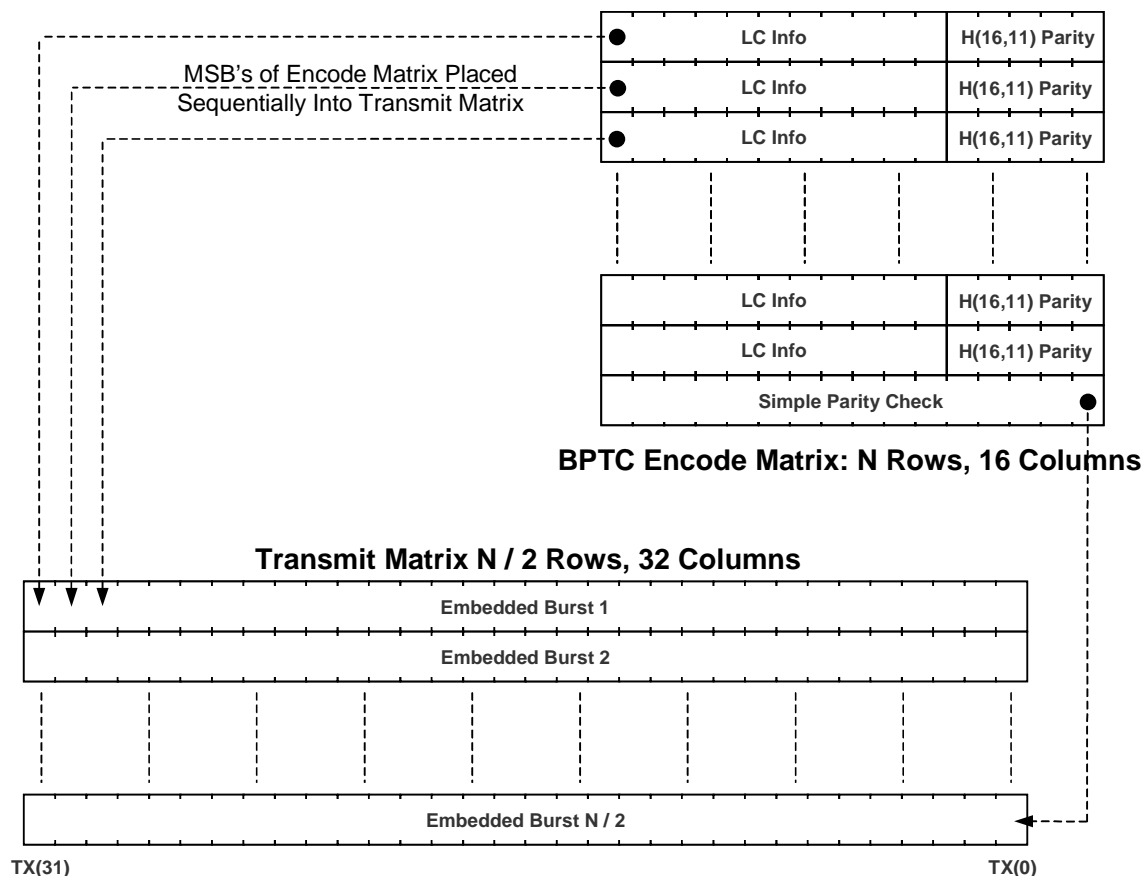 LC Info H(16,11) Parity
MSB's of Encode Matrix Placed
Sequentially Into Transmit Matrix
LC Info H(16,11) Parity
LC Info H(16,11) Parity
LC Info H(16,11) Parity
LC Info H(16,11) Parity
Simple Parity Check
BPTC Encode Matrix: N Rows, 16 Columns
Transmit Matrix N / 2 Rows, 32 Columns
Embedded Burst 1
Embedded Burst 2
Embedded Burst N / 2
TX(31) TX(0)